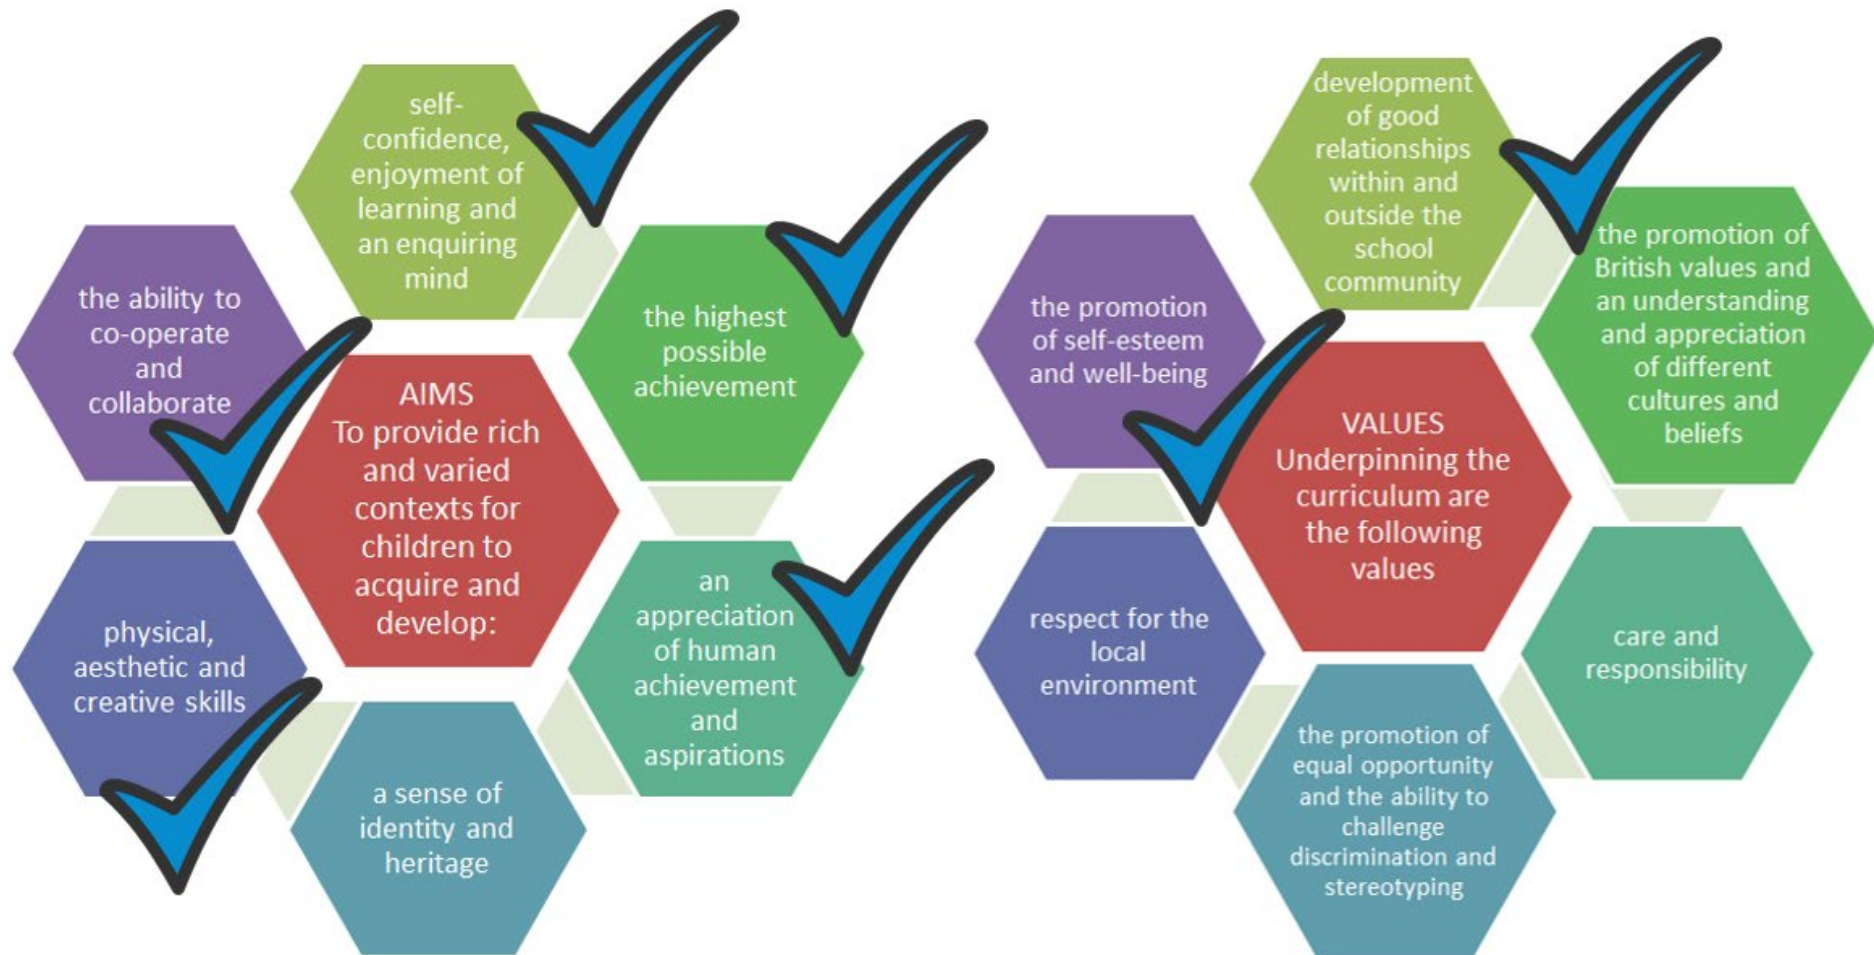 self-
confidence,
enjoyment of
learning and
an enquiring
mind
the highest
possible
achievement
an
appreciation
of human
achievement
and
aspirations
a sense of
identity and
heritage
physical,
aesthetic and
creative skills
the ability to
co-operate
and
collaborate
AIMS
To provide rich
and varied
contexts for
children to
acquire and
develop:
development
of good
relationships
within and
outside the
school
community
the promotion of
British values and
an understanding
and appreciation
of different
cultures and
beliefs
care and
responsibility
the promotion of
equal opportunity
and the ability to
challenge
discrimination and
stereotyping
respect for the
local
environment
the promotion
of self-esteem
and well-being
VALUES
Underpinning the
curriculum are
the following
values